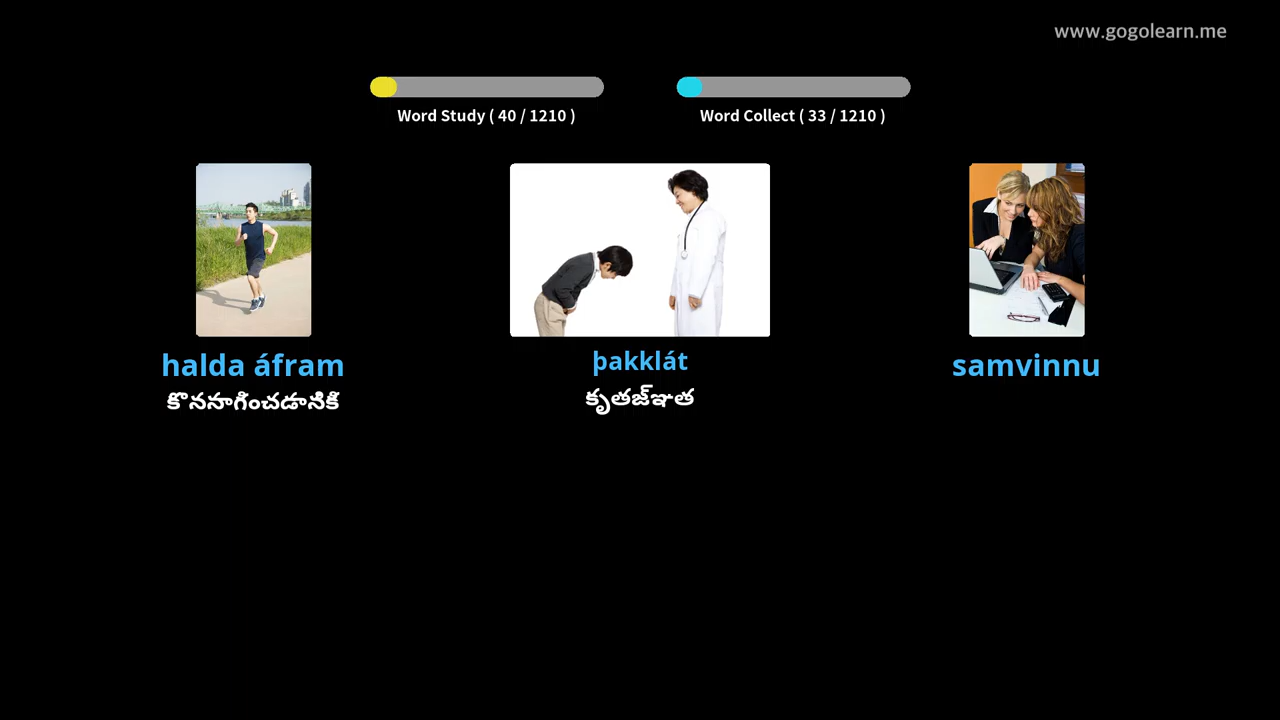 www.gogolearn.me
Word Study ( 40 / 1210 )
Word Collect ( 33 / 1210 )
halda áfram
కొనసాగించడానికి
þakklát
కృతజ్ఞత
samvinnu